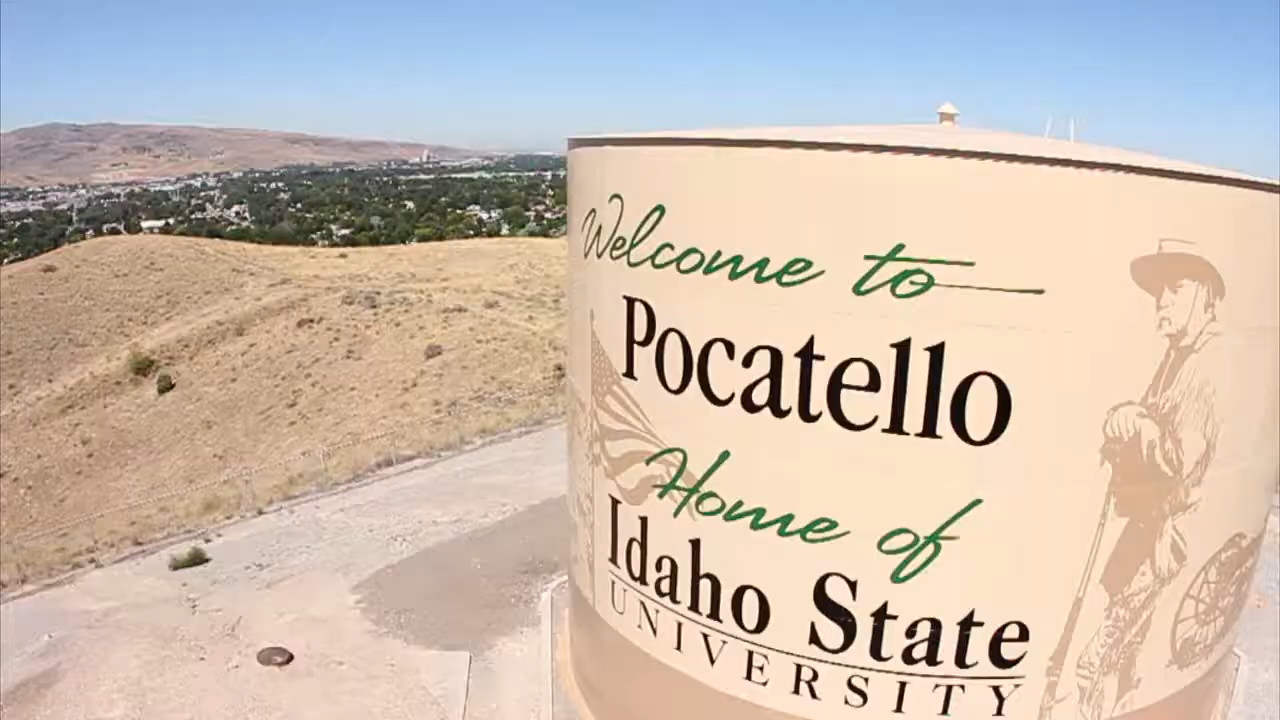 Welcome to
Pocatello
Home of
Idaho State
UNIVERSITY